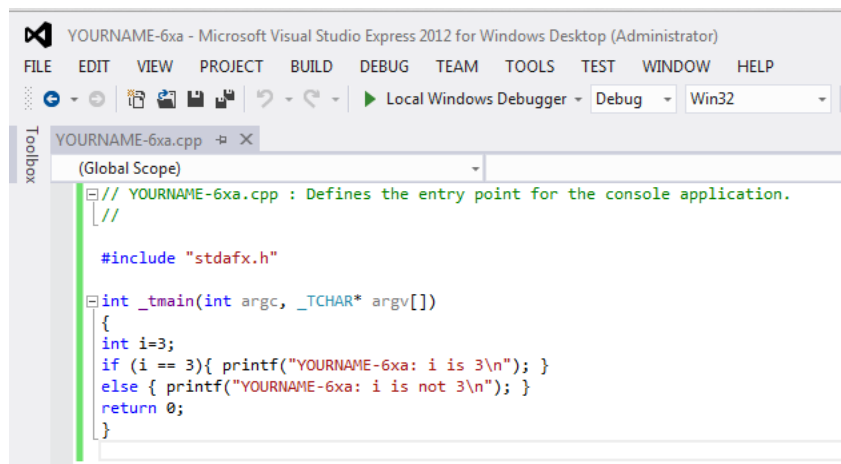 YOURNAME-6xa - Microsoft Visual Studio Express 2012 for Windows Desktop (Administrator)
FILE EDIT VIEW PROJECT BUILD DEBUG TEAM TOOLS TEST WINDOW HELP
Local Windows Debugger Debug Win32
Toolbox
YOURNAME-6xa.cpp
(Global Scope)
// YOURNAME-6xa.cpp : Defines the entry point for the console application.
//
#include "stdafx.h"
int _tmain(int argc, _TCHAR* argv[])
{
int i=3;
if (i == 3){ printf("YOURNAME-6xa: i is 3\n"); }
else { printf("YOURNAME-6xa: i is not 3\n"); }
return 0;
}